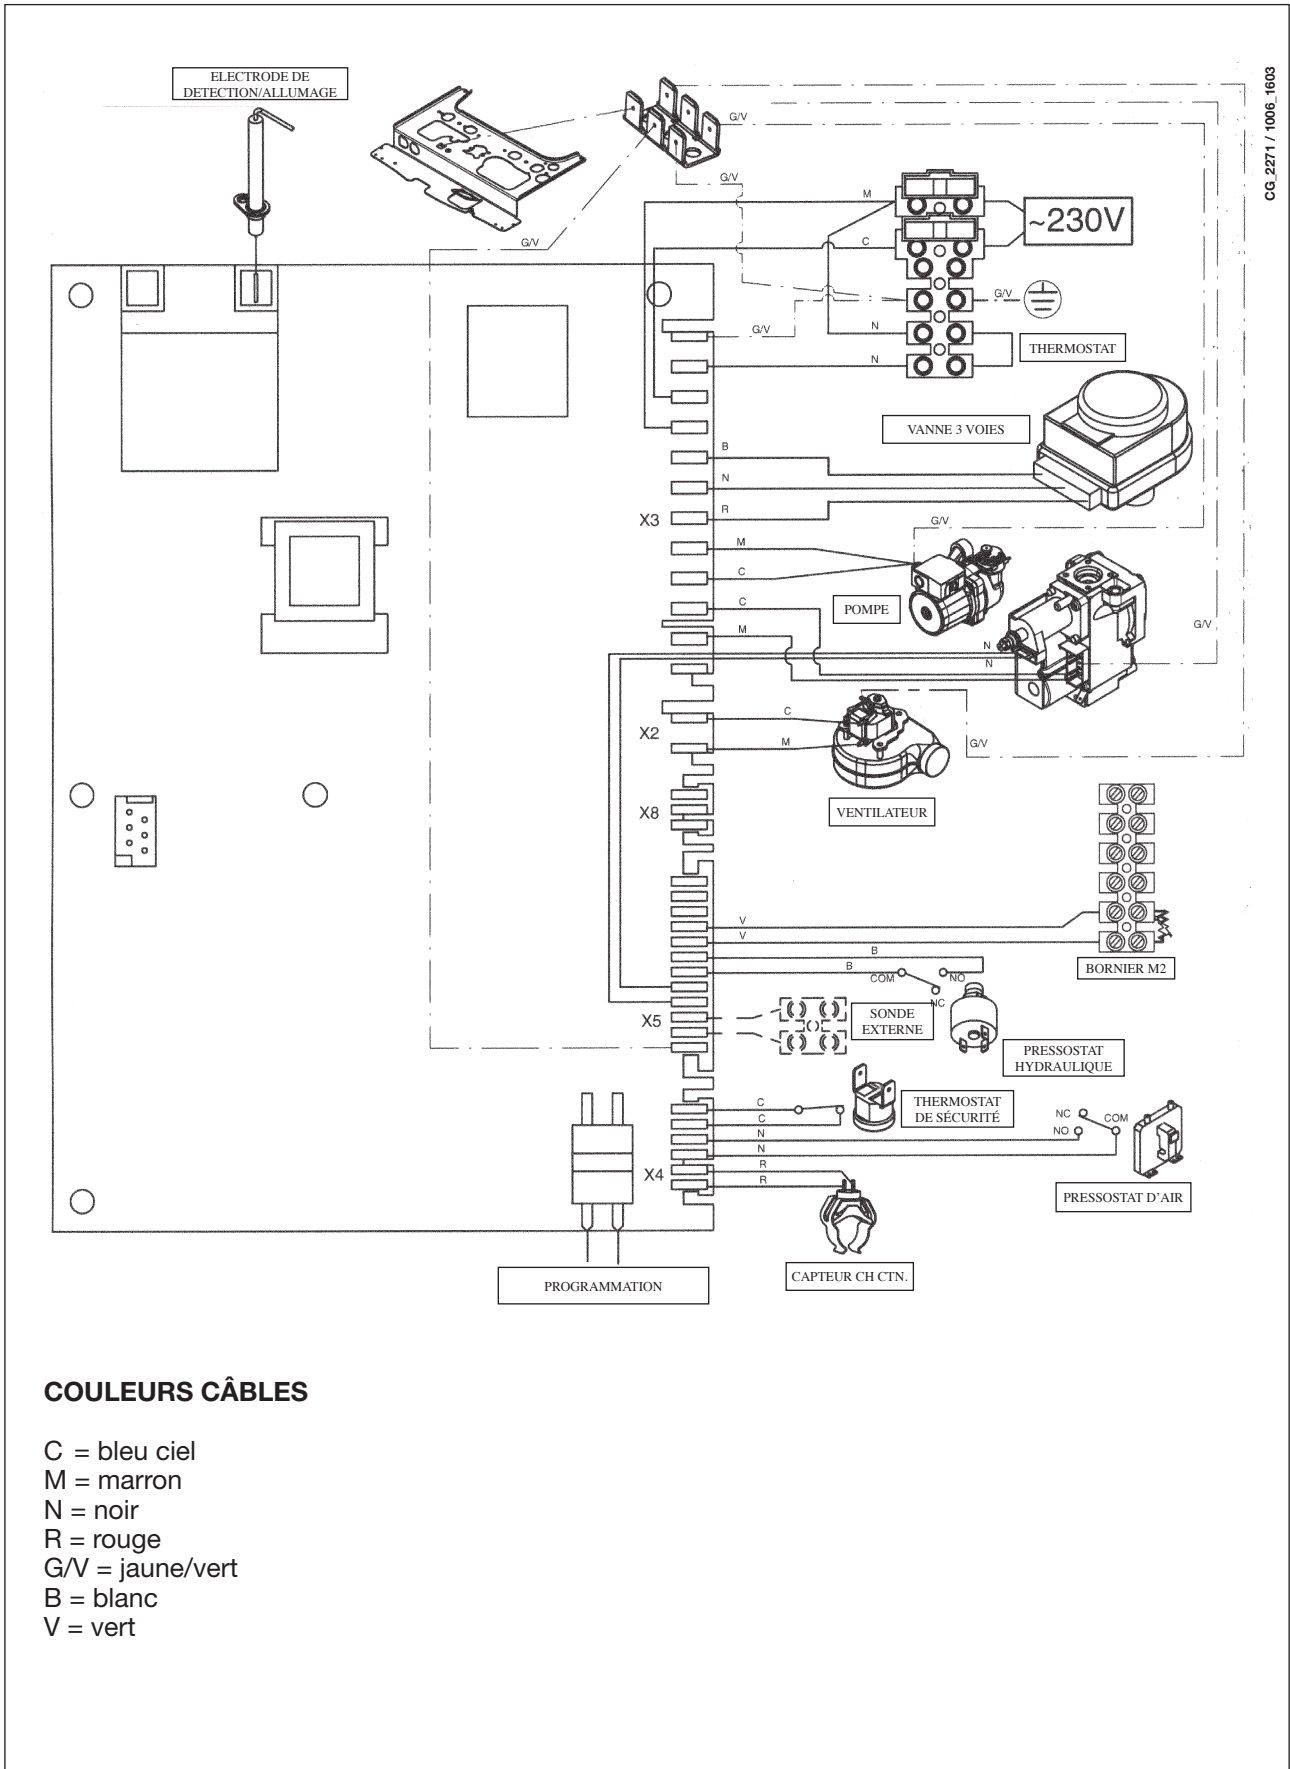 CG_2271 / 1006_1603
ELECTRODE DE
DETECTION/ALLUMAGE
G/V
G/V
M
~230V
G/V
C
G/V
G/V
N
THERMOSTAT
N
VANNE 3 VOIES
B
N
R
X3
G/V
M
C
POMPE
C
G/V
M
N
N
C
X2
M
G/V
VENTILATEUR
X8
V
V
BORNIER M2
B
B
COM
NO
NC
X5
SONDE
EXTERNE
PRESSOSTAT
HYDRAULIQUE
C
C
THERMOSTAT
DE SÉCURITÉ
NC
COM
NO
N
N
R
X4
R
PRESSOSTAT D'AIR
CAPTEUR CH CTN.
PROGRAMMATION
COULEURS CÂBLES
C = bleu ciel
M = marron
N = noir
R = rouge
G/V = jaune/vert
B = blanc
V = vert